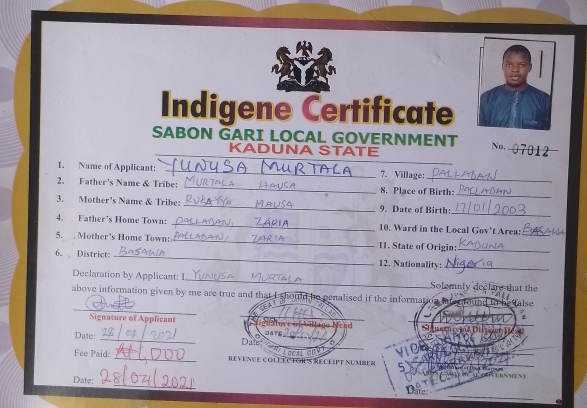 Indigene Certificate
SABON GARI LOCAL GOVERNMENT
KADUNA STATE
No. 07012
1. Name of Applicant: YUNUSA MURTALA
2. Father's Name & Tribe: MURTALA HAUSA
3. Mother's Name & Tribe: RUKAYYA HAUSA
4. Father's Home Town: PALLADAN, ZARIA
5. Mother's Home Town: PALLADAN, ZARIA
6. District: BASAWA
7. Village: PALLADAN
8. Place of Birth: PALLADAN
9. Date of Birth: 17/01/2003
10. Ward in the Local Gov't Area: BASAWA
11. State of Origin: KADUNA
12. Nationality: Nigeria
Declaration by Applicant: I, YUNUSA MURTALA Solemnly declare that the
above information given by me are true and that I should be penalised if the information later found to be false
Signature of Applicant
Signature of Village Head
Signature of District Head
Date: 28/04/2021
Date:
Fee Paid: ₦1,000
REVENUE COLLECTOR'S RECEIPT NUMBER
Date: 28/04/2021
Date: